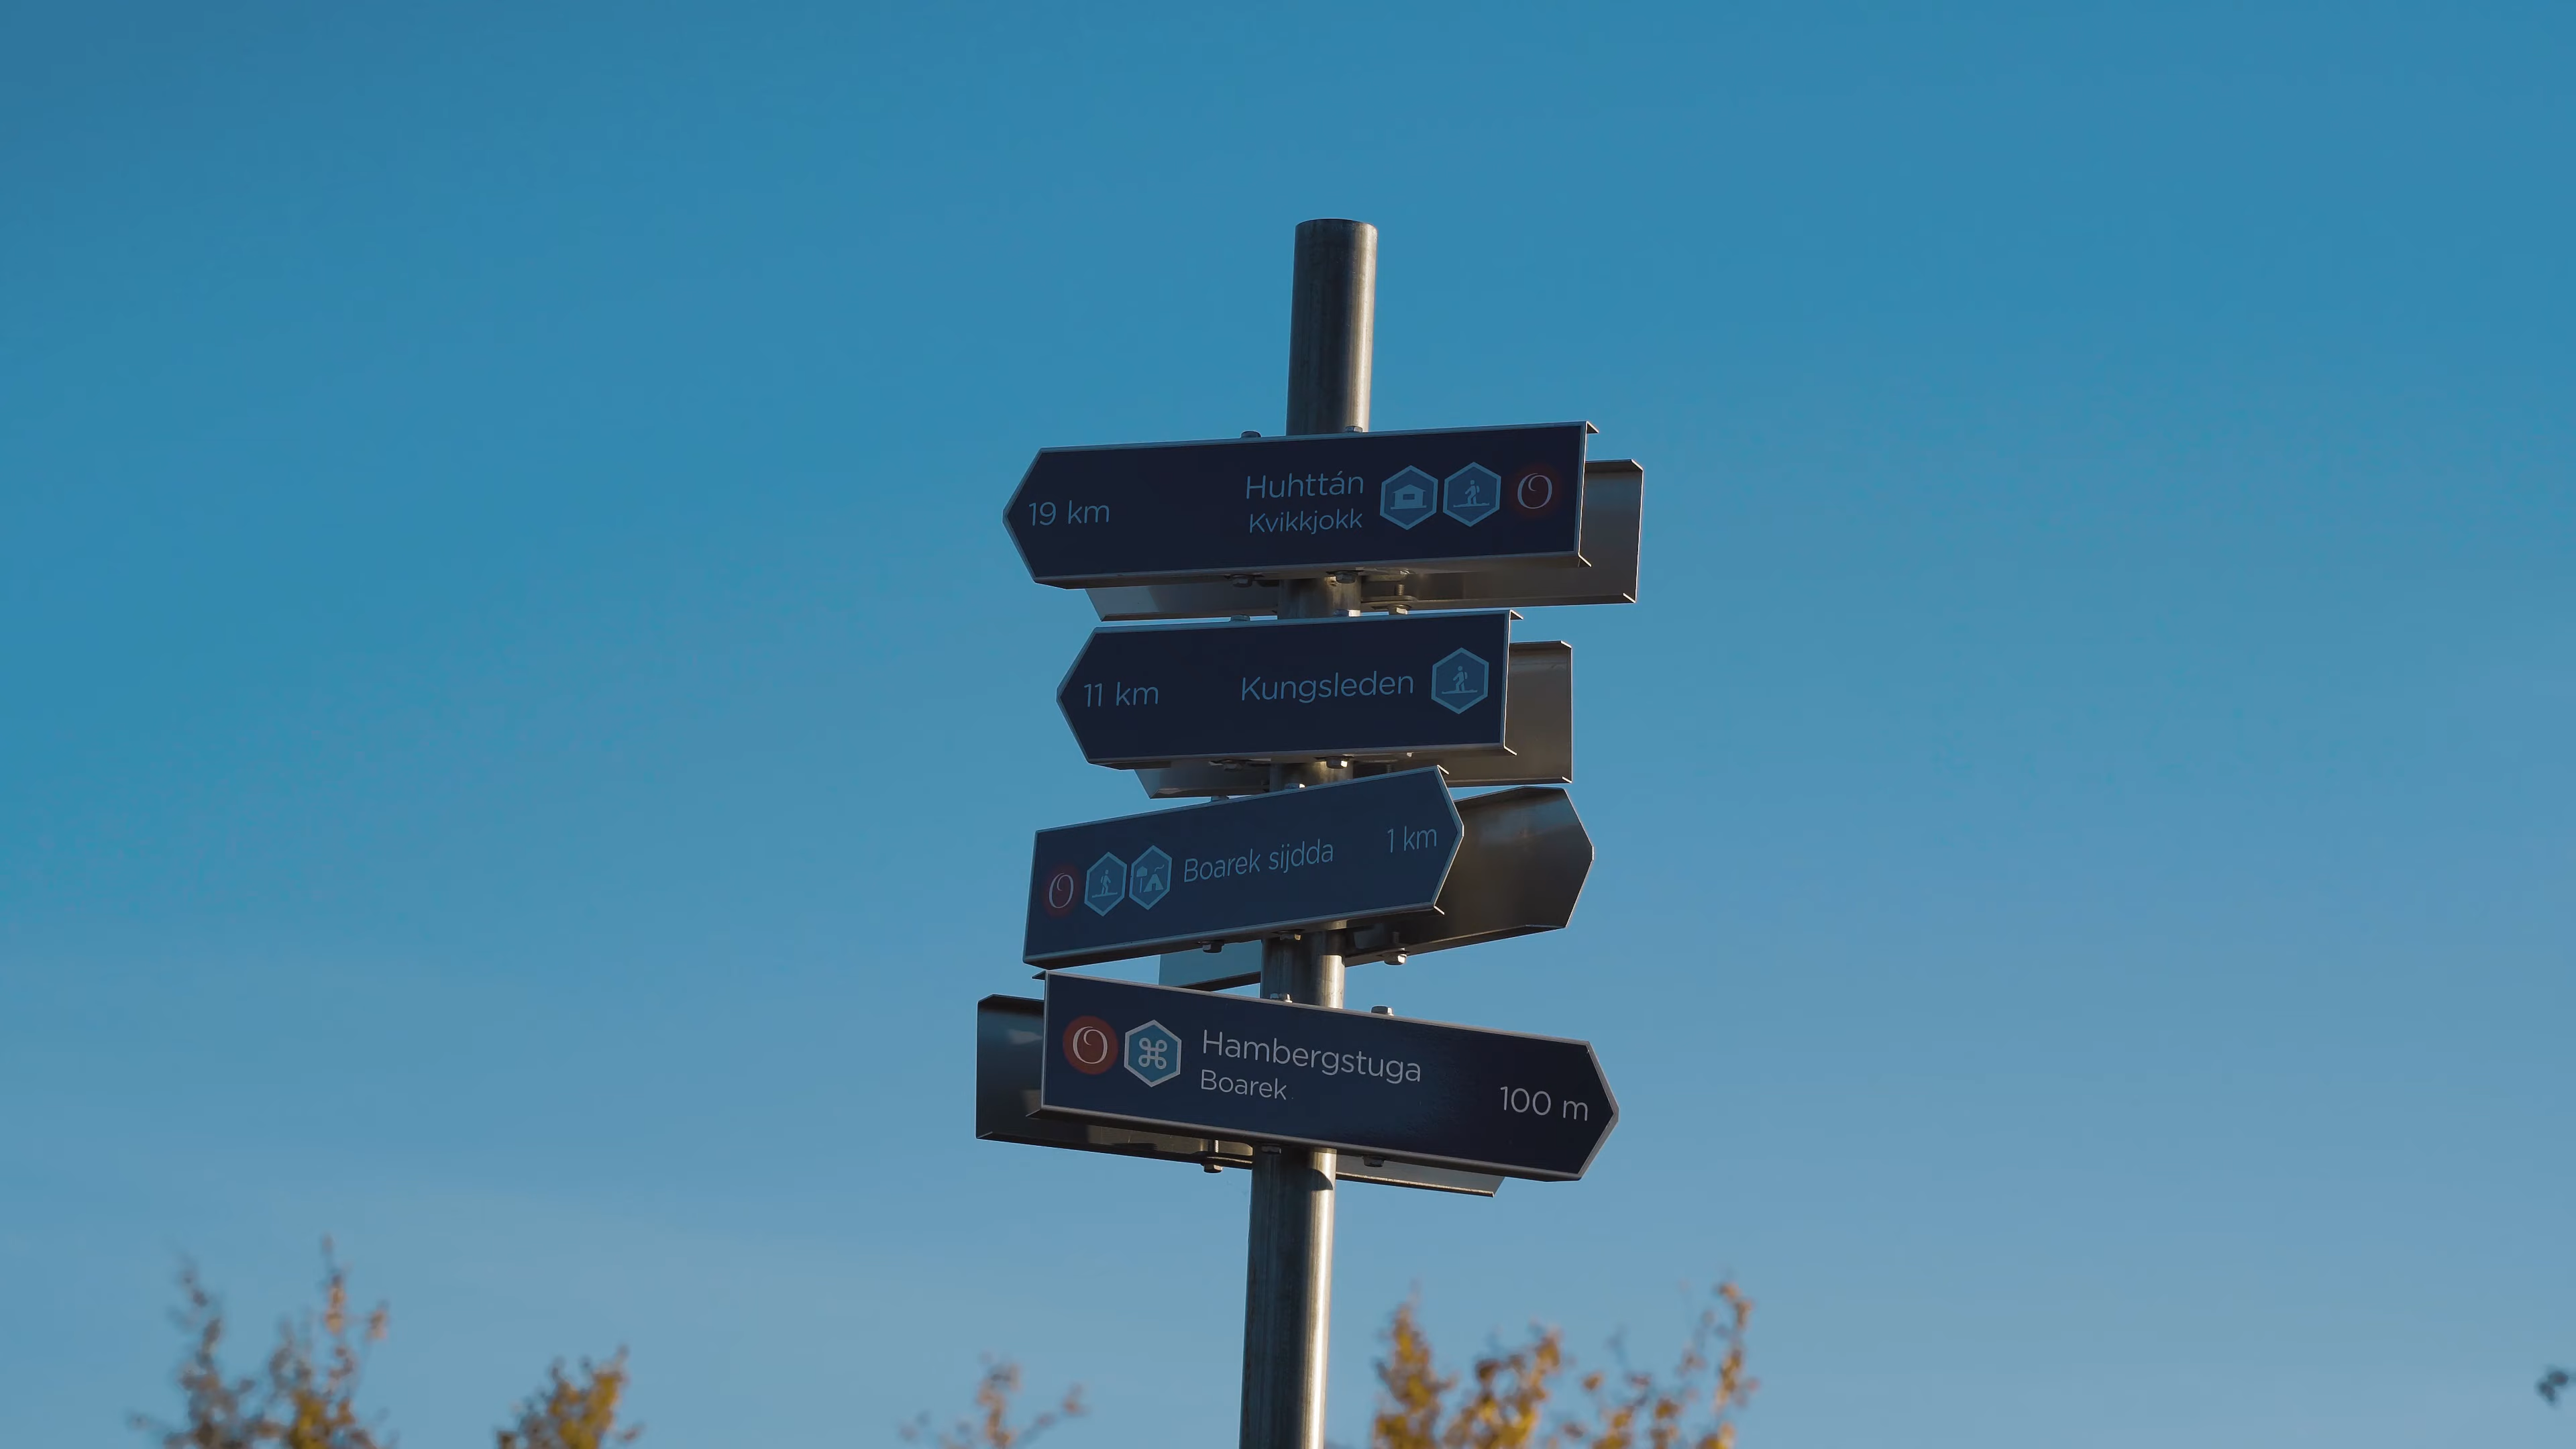 Huhttán
19 km
Kvikkjokk
11 km Kungsleden
Boarek sijdda 1 km
Hambergstuga
Boarek
100 m